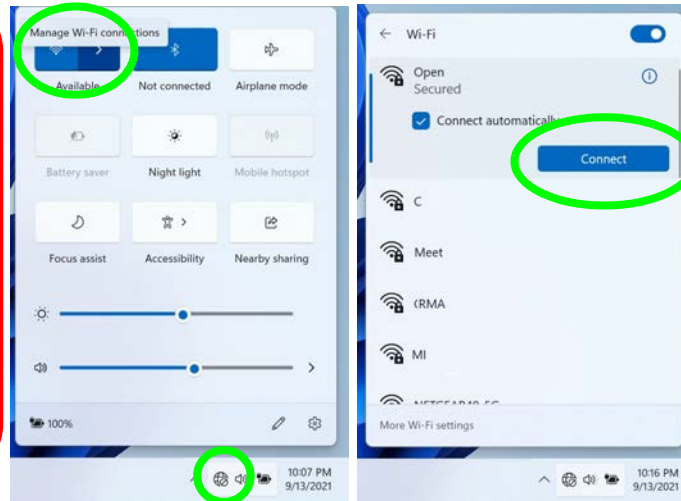 Manage Wi-Fi connections
Available
Not connected
Airplane mode
Battery saver
Night light
Mobile hotspot
Focus assist
Accessibility
Nearby sharing
100%
10:07 PM
9/13/2021
Wi-Fi
Open
Secured
Connect automatically
Connect
C
Meet
(RMA
MI
More Wi-Fi settings
10:16 PM
9/13/2021